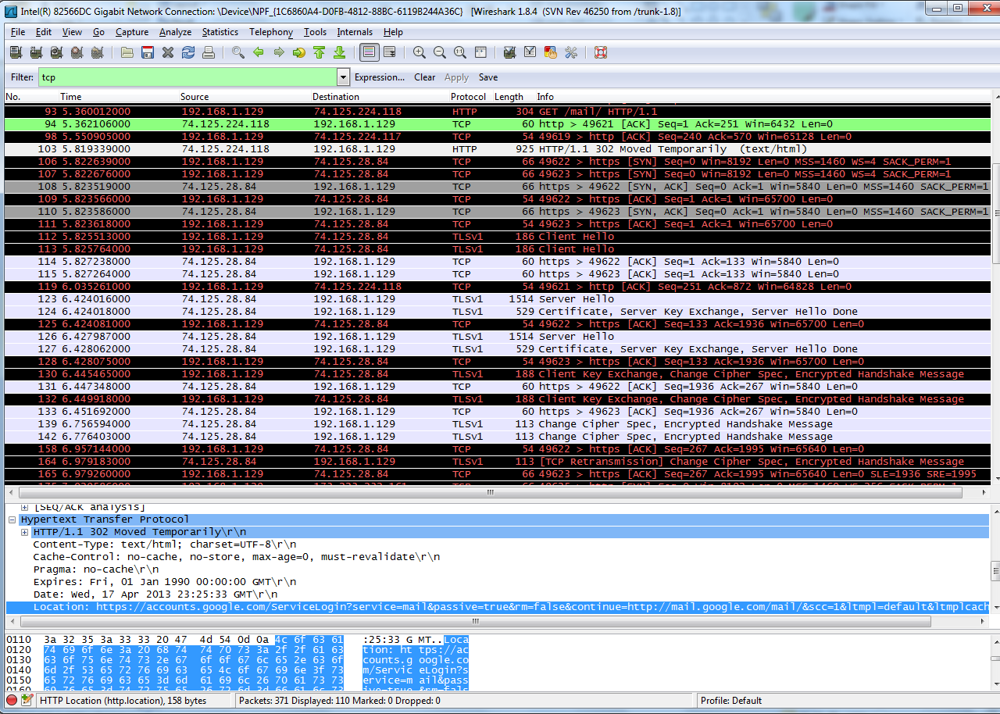 Intel(R) 82566DC Gigabit Network Connection: \Device\NPF_{1C6860A4-D0FB-4812-88BC-6119B244A36C} [Wireshark 1.8.4 (SVN Rev 46250 from /trunk-1.8)]
File Edit View Go Capture Analyze Statistics Telephony Tools Internals Help
Filter: tcp Expression... Clear Apply Save
No. Time Source Destination Protocol Length Info
93 5.360012000 192.168.1.129 74.125.224.118 HTTP 304 GET /mail/ HTTP/1.1
94 5.362106000 74.125.224.118 192.168.1.129 TCP 60 http > 49621 [ACK] Seq=1 Ack=251 Win=6432 Len=0
98 5.550905000 192.168.1.129 74.125.224.117 TCP 54 49619 > http [ACK] Seq=240 Ack=570 Win=65128 Len=0
103 5.819339000 74.125.224.118 192.168.1.129 HTTP 925 HTTP/1.1 302 Moved Temporarily (text/html)
106 5.822639000 192.168.1.129 74.125.28.84 TCP 66 49622 > https [SYN] Seq=0 Win=8192 Len=0 MSS=1460 WS=4 SACK_PERM=1
107 5.822676000 192.168.1.129 74.125.28.84 TCP 66 49623 > https [SYN] Seq=0 Win=8192 Len=0 MSS=1460 WS=4 SACK_PERM=1
108 5.823519000 74.125.28.84 192.168.1.129 TCP 66 https > 49622 [SYN, ACK] Seq=0 Ack=1 Win=5840 Len=0 MSS=1460 SACK_PERM=1
109 5.823566000 192.168.1.129 74.125.28.84 TCP 54 49622 > https [ACK] Seq=1 Ack=1 Win=65700 Len=0
110 5.823586000 74.125.28.84 192.168.1.129 TCP 66 https > 49623 [SYN, ACK] Seq=0 Ack=1 Win=5840 Len=0 MSS=1460 SACK_PERM=1
111 5.823618000 192.168.1.129 74.125.28.84 TCP 54 49623 > https [ACK] Seq=1 Ack=1 Win=65700 Len=0
112 5.825513000 192.168.1.129 74.125.28.84 TLSv1 186 Client Hello
113 5.825764000 192.168.1.129 74.125.28.84 TLSv1 186 Client Hello
114 5.827238000 74.125.28.84 192.168.1.129 TCP 60 https > 49622 [ACK] Seq=1 Ack=133 Win=5840 Len=0
115 5.827264000 74.125.28.84 192.168.1.129 TCP 60 https > 49623 [ACK] Seq=1 Ack=133 Win=5840 Len=0
119 6.035261000 192.168.1.129 74.125.224.118 TCP 54 49621 > http [ACK] Seq=251 Ack=872 Win=64828 Len=0
123 6.424016000 74.125.28.84 192.168.1.129 TLSv1 1514 Server Hello
124 6.424018000 74.125.28.84 192.168.1.129 TLSv1 529 Certificate, Server Key Exchange, Server Hello Done
125 6.424081000 192.168.1.129 74.125.28.84 TCP 54 49622 > https [ACK] Seq=133 Ack=1936 Win=65700 Len=0
126 6.427987000 74.125.28.84 192.168.1.129 TLSv1 1514 Server Hello
127 6.428062000 74.125.28.84 192.168.1.129 TLSv1 529 Certificate, Server Key Exchange, Server Hello Done
128 6.428075000 192.168.1.129 74.125.28.84 TCP 54 49623 > https [ACK] Seq=133 Ack=1936 Win=65700 Len=0
130 6.445465000 192.168.1.129 74.125.28.84 TLSv1 188 Client Key Exchange, Change Cipher Spec, Encrypted Handshake Message
131 6.447348000 74.125.28.84 192.168.1.129 TCP 60 https > 49622 [ACK] Seq=1936 Ack=267 Win=5840 Len=0
132 6.449918000 192.168.1.129 74.125.28.84 TLSv1 188 Client Key Exchange, Change Cipher Spec, Encrypted Handshake Message
133 6.451692000 74.125.28.84 192.168.1.129 TCP 60 https > 49623 [ACK] Seq=1936 Ack=267 Win=5840 Len=0
139 6.756594000 74.125.28.84 192.168.1.129 TLSv1 113 Change Cipher Spec, Encrypted Handshake Message
142 6.776403000 74.125.28.84 192.168.1.129 TLSv1 113 Change Cipher Spec, Encrypted Handshake Message
158 6.957144000 192.168.1.129 74.125.28.84 TCP 54 49622 > https [ACK] Seq=267 Ack=1995 Win=65640 Len=0
164 6.979183000 74.125.28.84 192.168.1.129 TLSv1 113 [TCP Retransmission] Change Cipher Spec, Encrypted Handshake Message
165 6.979260000 192.168.1.129 74.125.28.84 TCP 66 49623 > https [ACK] Seq=267 Ack=1995 Win=65640 Len=0 SLE=1936 SRE=1995
[SEQ/ACK analysis]
Hypertext Transfer Protocol
HTTP/1.1 302 Moved Temporarily\r\n
Content-Type: text/html; charset=UTF-8\r\n
Cache-Control: no-cache, no-store, max-age=0, must-revalidate\r\n
Pragma: no-cache\r\n
Expires: Fri, 01 Jan 1990 00:00:00 GMT\r\n
Date: Wed, 17 Apr 2013 23:25:33 GMT\r\n
Location: https://accounts.google.com/ServiceLogin?service=mail&passive=true&rm=false&continue=http://mail.google.com/mail/&scc=1&ltmpl=default&ltmplcach
0110 3a 32 35 3a 33 33 20 47 4d 54 0d 0a 4c 6f 63 61 :25:33 G MT..Loca
0120 74 69 6f 6e 3a 20 68 74 74 70 73 3a 2f 2f 61 63 tion: ht tps://ac
0130 63 6f 75 6e 74 73 2e 67 6f 6f 67 6c 65 2e 63 6f counts.g oogle.co
0140 6d 2f 53 65 72 76 69 63 65 4c 6f 67 69 6e 3f 73 m/Servic eLogin?s
0150 65 72 76 69 63 65 3d 6d 61 69 6c 26 70 61 73 73 ervice=m ail&pass
0160 69 76 65 3d 74 72 75 65 26 72 6d 3d 66 61 6c 73 ive=true &rm=fals
HTTP Location (http.location), 158 bytes Packets: 371 Displayed: 110 Marked: 0 Dropped: 0 Profile: Default